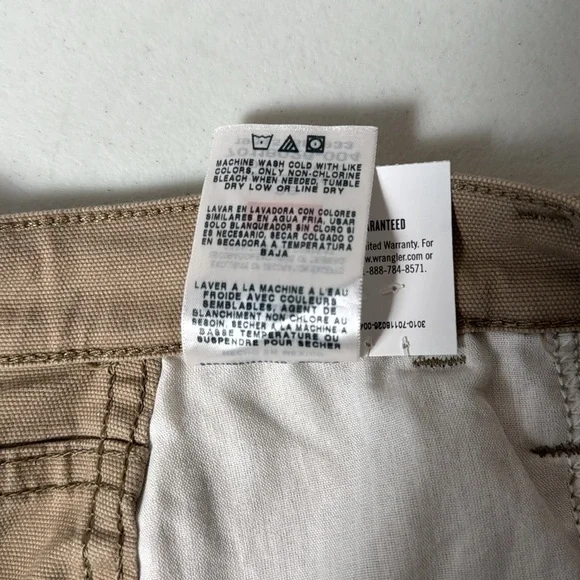 MACHINE WASH COLD WITH LIKE
COLORS, ONLY NON-CHLORINE
BLEACH WHEN NEEDED, TUMBLE
DRY LOW OR LINE DRY
LAVAR EN LAVADORA CON COLORES
SIMILARES EN AGUA FRIA. USAR
SOLO BLANQUEADOR SIN CLORO SI
ES NECESARIO, SECAR COLGADO O
EN SECADORA A TEMPERATURA
BAJA
LAVER A LA MACHINE A L'EAU
FROIDE AVEC COULEURS
SEMBLABLES, AGENT DE
BLANCHIMENT NON CHLORE AU
BESOIN. SECHER A LA MACHINE A
BASSE TEMPERATURE OU
SUSPENDRE POUR SECHER
ARANTEED
ited Warranty. For
w.wrangler.com or
-888-784-8571.